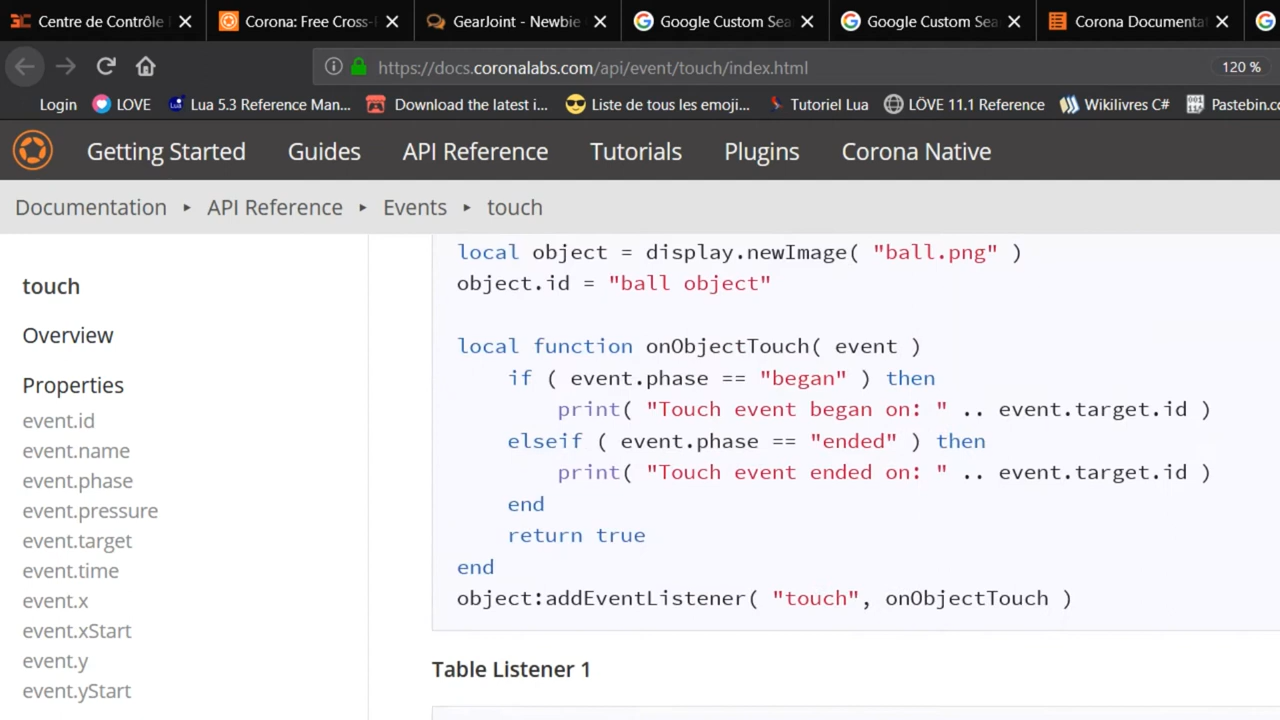 Centre de Contrôle
Corona: Free Cross-
GearJoint - Newbie
Google Custom Sea
Google Custom Sea
Corona Documenta
https://docs.coronalabs.com/api/event/touch/index.html
120 %
Login
LOVE
Lua 5.3 Reference Man...
Download the latest i...
Liste de tous les emoji...
Tutoriel Lua
LÖVE 11.1 Reference
Wikilivres C#
Pastebin.co
Getting Started
Guides
API Reference
Tutorials
Plugins
Corona Native
Documentation ▸ API Reference ▸ Events ▸ touch
touch
Overview
Properties
event.id
event.name
event.phase
event.pressure
event.target
event.time
event.x
event.xStart
event.y
event.yStart
local object = display.newImage( "ball.png" )
object.id = "ball object"
local function onObjectTouch( event )
if ( event.phase == "began" ) then
print( "Touch event began on: " .. event.target.id )
elseif ( event.phase == "ended" ) then
print( "Touch event ended on: " .. event.target.id )
end
return true
end
object:addEventListener( "touch", onObjectTouch )
Table Listener 1